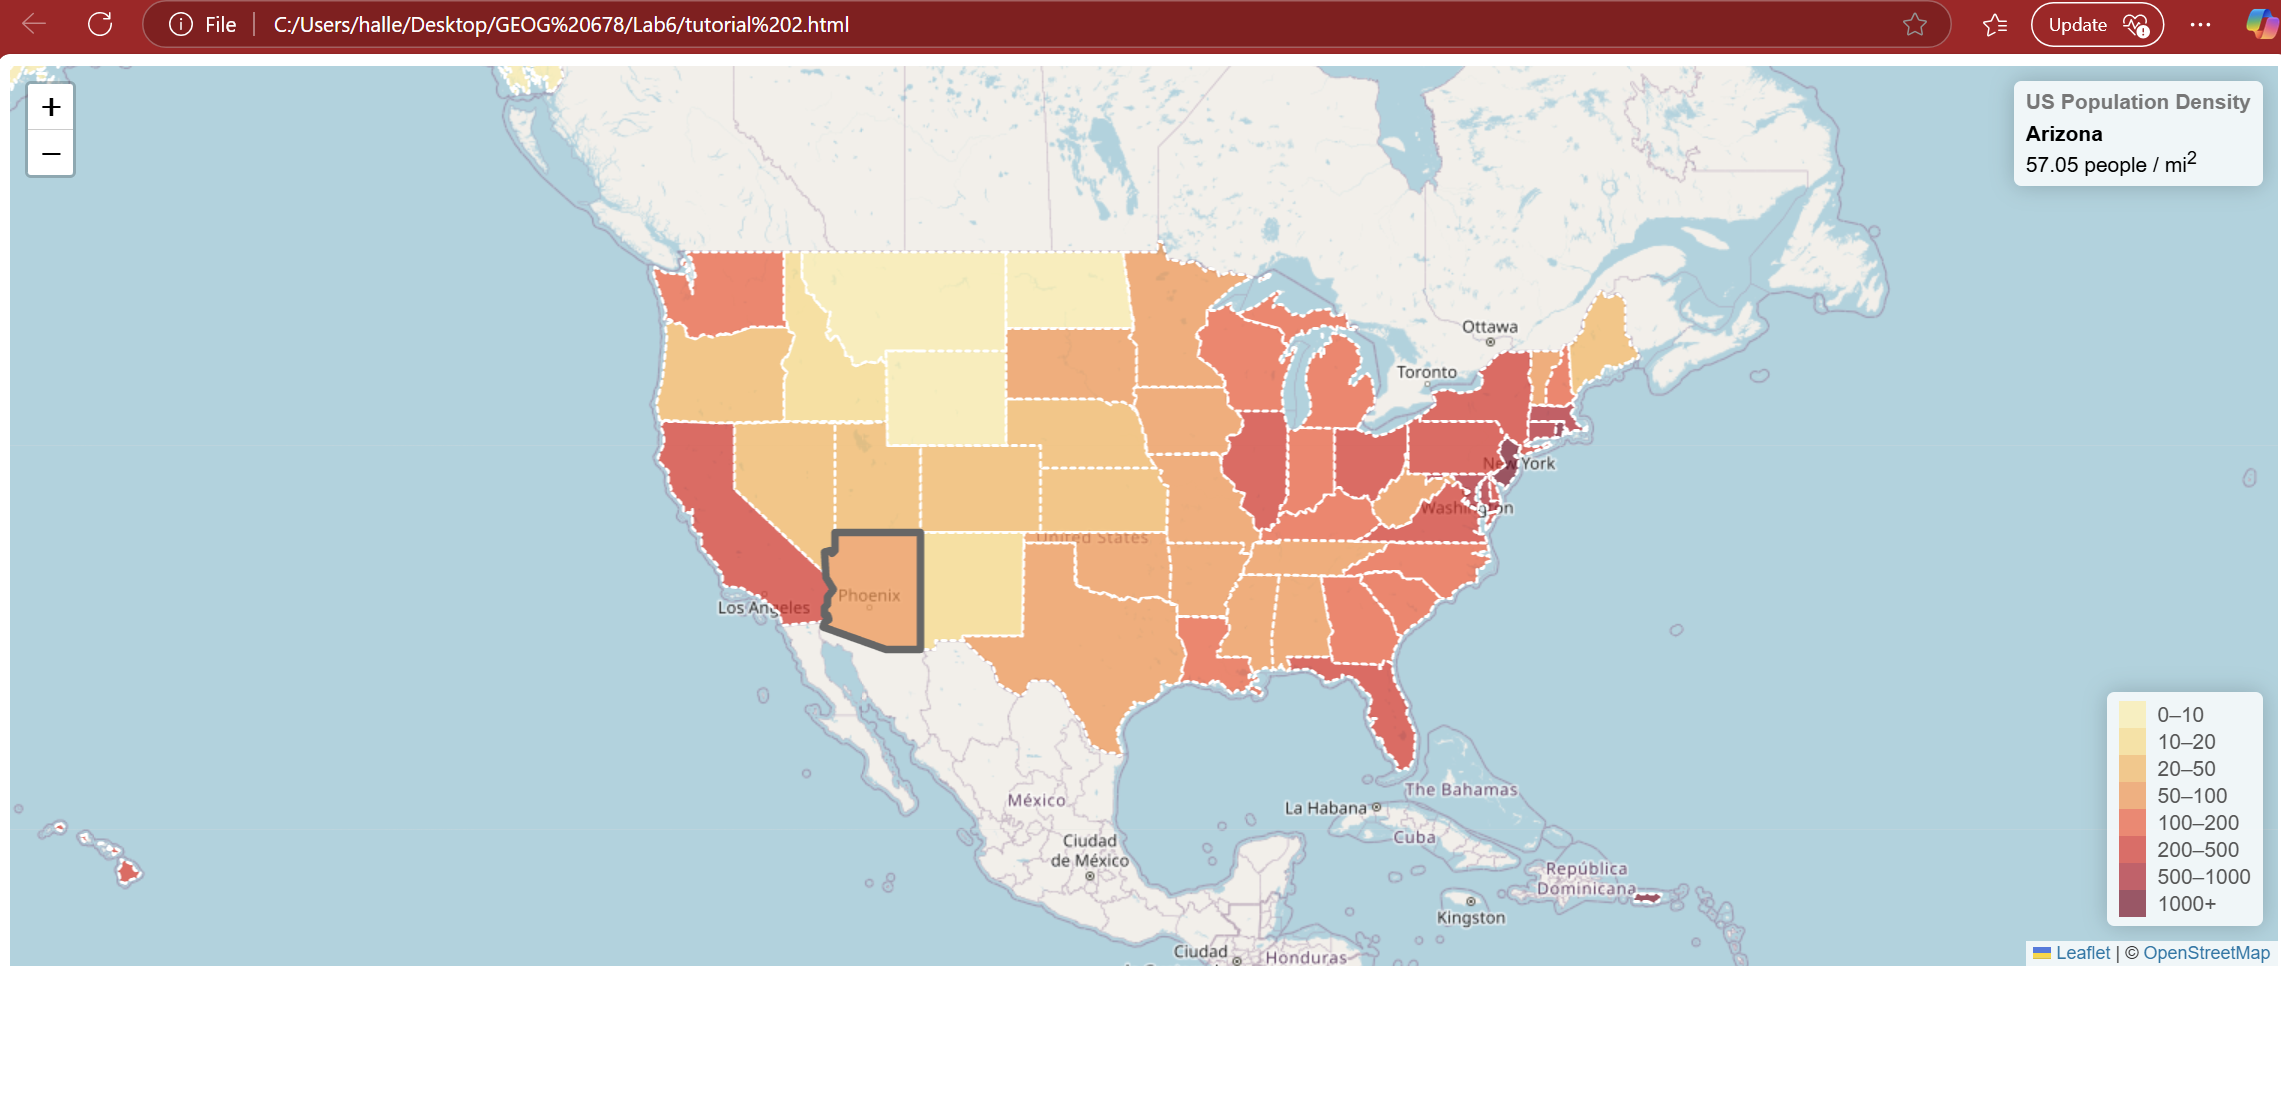 File
C:/Users/halle/Desktop/GEOG%20678/Lab6/tutorial%202.html
Update
+
−
US Population Density
Arizona
57.05 people / mi2
Ottawa
Toronto
New York
Washington
United States
Phoenix
Los Angeles
The Bahamas
La Habana
México
Cuba
Ciudad
de México
República
Dominicana
Kingston
Ciudad
Honduras
0–10
10–20
20–50
50–100
100–200
200–500
500–1000
1000+
Leaflet | © OpenStreetMap